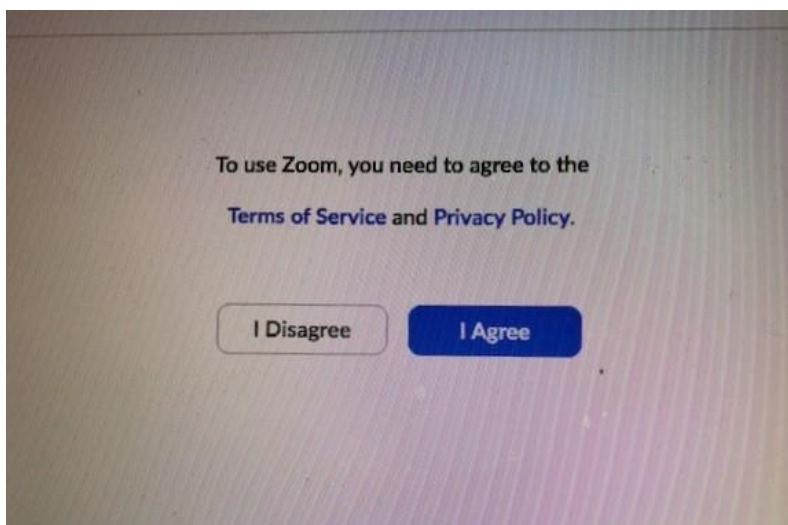 To use Zoom, you need to agree to the
Terms of Service and Privacy Policy.
I Disagree
I Agree